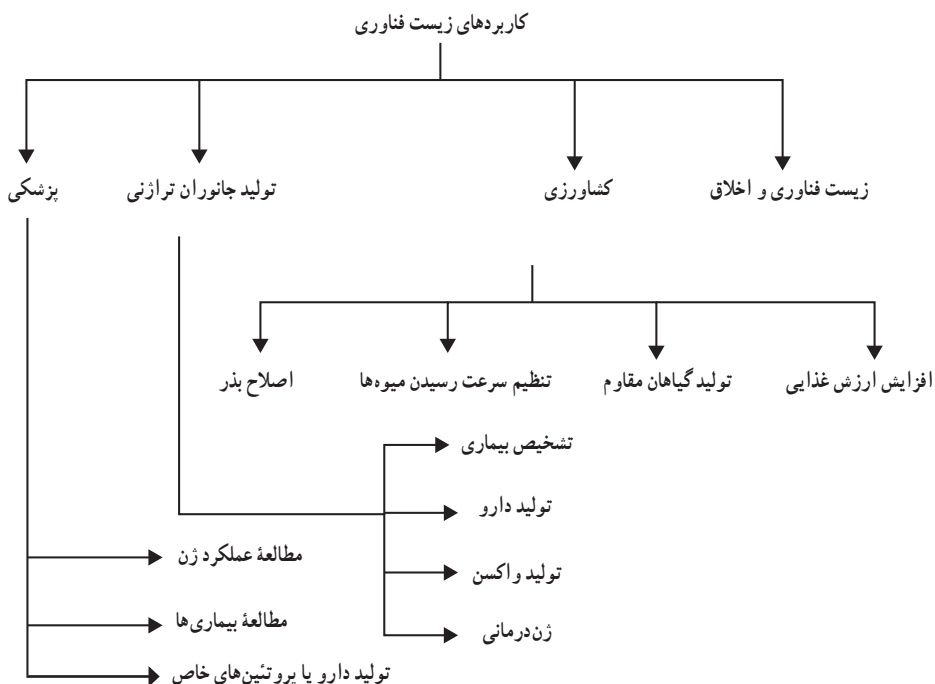 کاربردهای زیست فناوری
زیست فناوری و اخلاق
کشاورزی
تولید جانوران تراژنی
پزشکی
افزایش ارزش غذایی
تولید گیاهان مقاوم
تنظیم سرعت رسیدن میوه‌ها
اصلاح بذر
تشخیص بیماری
تولید دارو
تولید واکسن
ژن‌درمانی
مطالعهٔ عملکرد ژن
مطالعهٔ بیماری‌ها
تولید دارو یا پروتئین‌های خاص